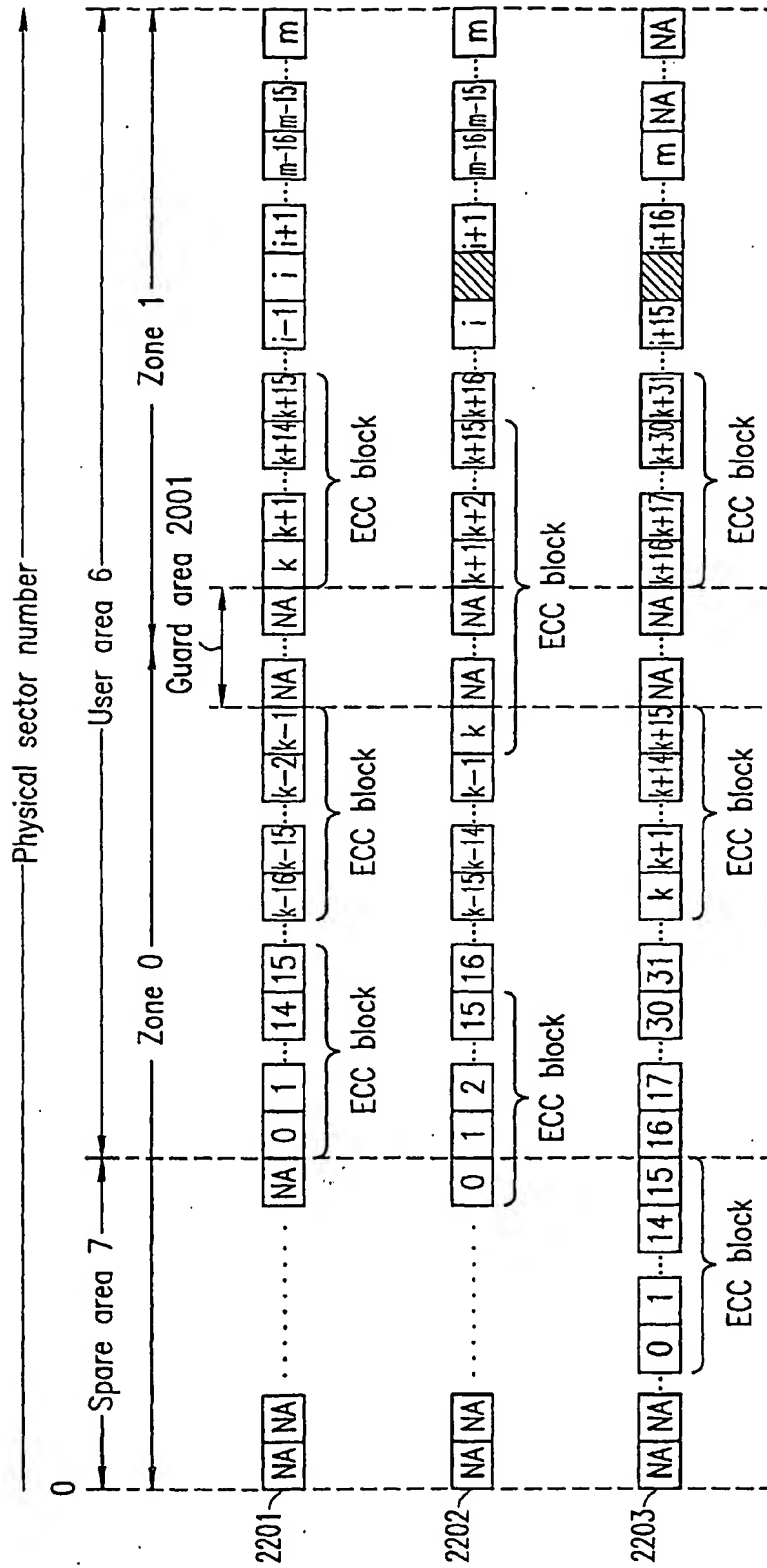 Physical sector number
0
Spare area 7
User area 6
Zone 0
Zone 1
Guard area 2001
2201
NA NA ........ NA 0 1 ... 14 15 ... k-16 k-15 ... k-2 k-1 NA ... NA k k+1 ... k+14 k+15 ... i-1 i i+1 ... m-16 m-15 ... m
ECC block
ECC block
ECC block
2202
NA NA ........ 0 1 2 ... 15 16 ... k-15 k-14 ... k-1 k NA ... NA k+1 k+2 ... k+15 k+16 ... i i+1 ... m-16 m-15 ... m
ECC block
ECC block
2203
NA NA ... 0 1 ... 14 15 16 17 ... 30 31 ... k k+1 ... k+14 k+15 NA ... NA k+16 k+17 ... k+30 k+31 ... i+15 i+16 ... m NA ... NA
ECC block
ECC block
ECC block